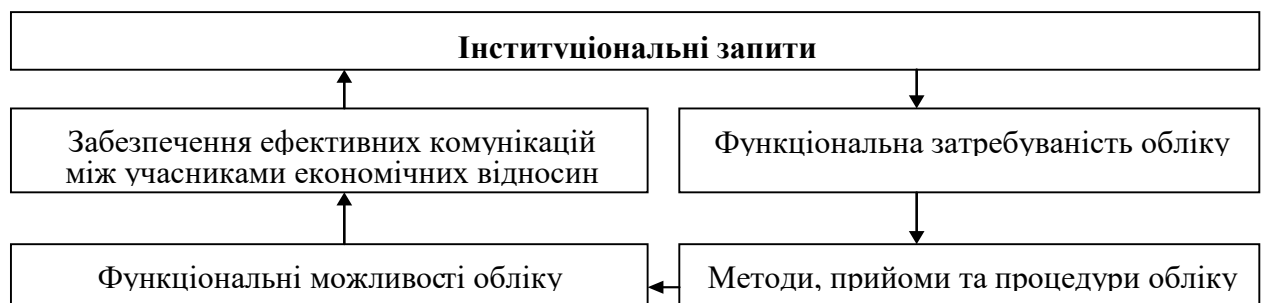 Інституціональні запити
Забезпечення ефективних комунікацій
між учасниками економічних відносин
Функціональна затребуваність обліку
Функціональні можливості обліку
Методи, прийоми та процедури обліку